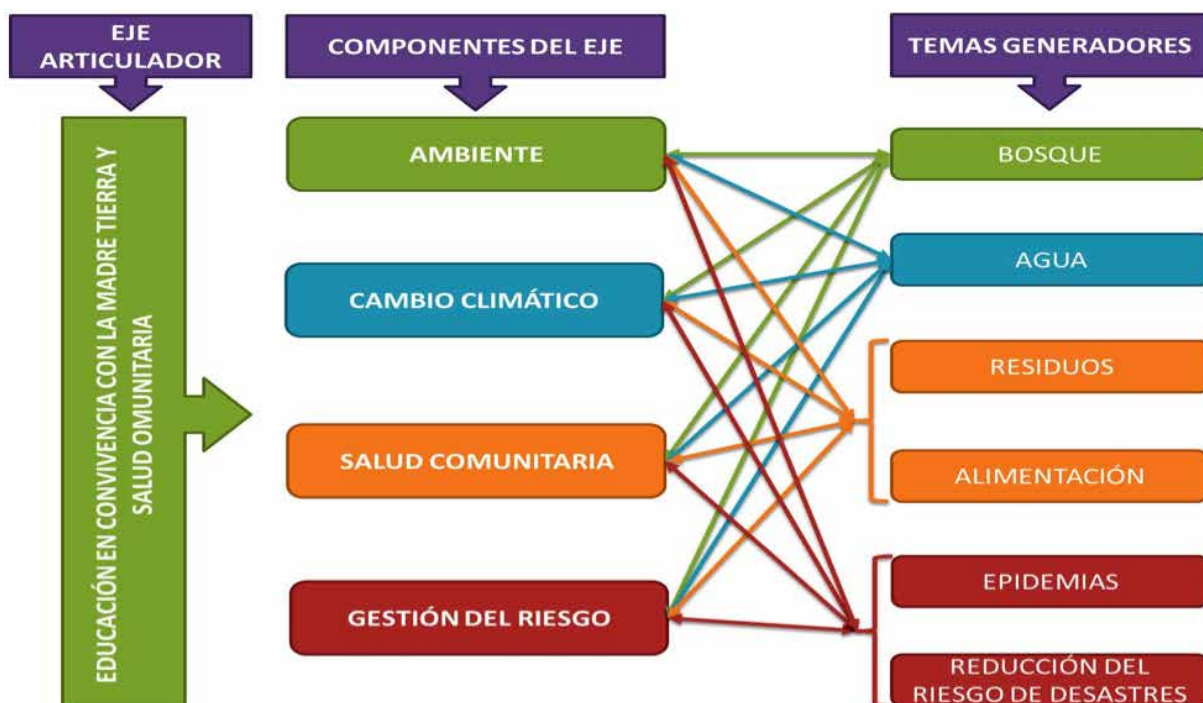 EJE
ARTICULADOR
COMPONENTES DEL EJE
TEMAS GENERADORES
EDUCACIÓN EN CONVIVENCIA CON LA MADRE TIERRA Y
SALUD OMUNITARIA
AMBIENTE
CAMBIO CLIMÁTICO
SALUD COMUNITARIA
GESTIÓN DEL RIESGO
BOSQUE
AGUA
RESIDUOS
ALIMENTACIÓN
EPIDEMIAS
REDUCCIÓN DEL
RIESGO DE DESASTRES